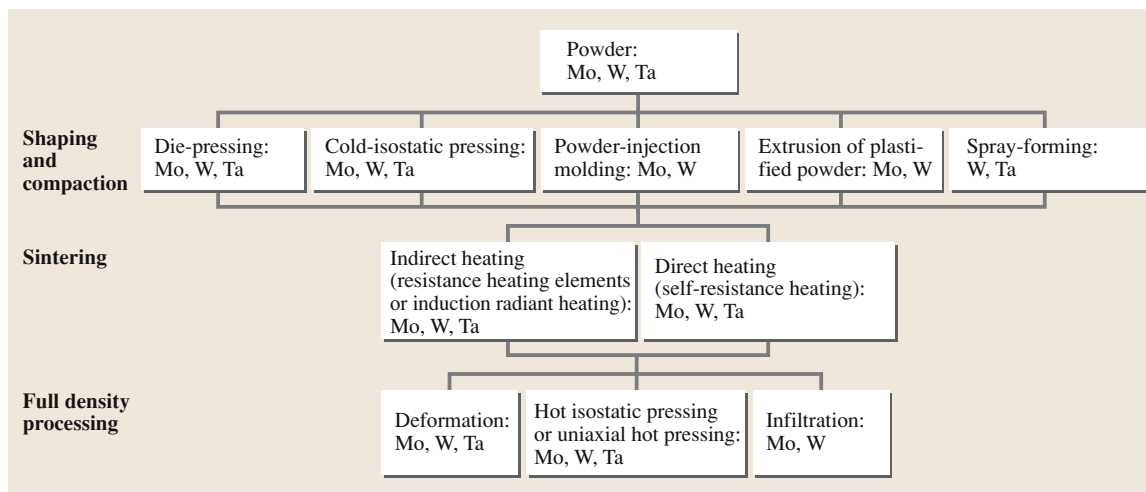 Powder:
Mo, W, Ta
Shaping
and
compaction
Die-pressing:
Mo, W, Ta
Cold-isostatic pressing:
Mo, W, Ta
Powder-injection
molding: Mo, W
Extrusion of plasti-
fied powder: Mo, W
Spray-forming:
W, Ta
Sintering
Indirect heating
(resistance heating elements
or induction radiant heating):
Mo, W, Ta
Direct heating
(self-resistance heating):
Mo, W, Ta
Full density
processing
Deformation:
Mo, W, Ta
Hot isostatic pressing
or uniaxial hot pressing:
Mo, W, Ta
Infiltration:
Mo, W